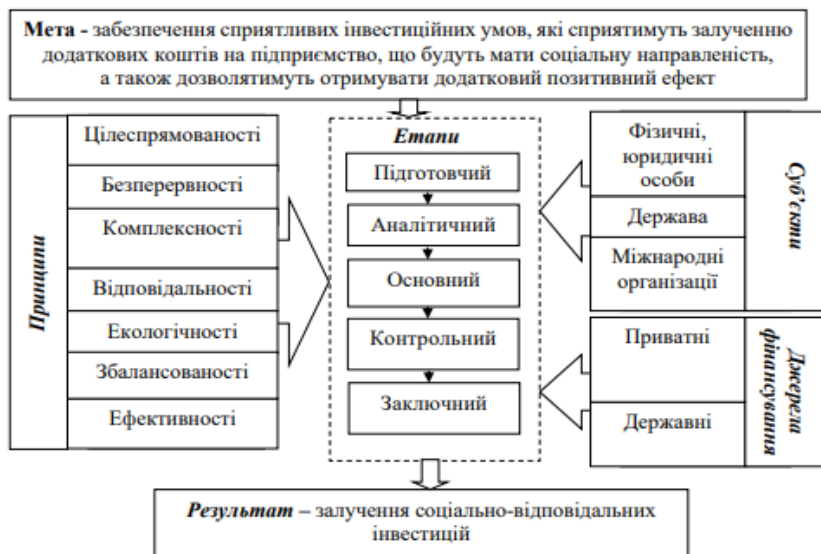 Мета - забезпечення сприятливих інвестиційних умов, які сприятимуть залученню
додаткових коштів на підприємство, що будуть мати соціальну направленість,
а також дозволятимуть отримувати додатковий позитивний ефект
Принципи
Цілеспрямованості
Безперервності
Комплексності
Відповідальності
Екологічності
Збалансованості
Ефективності
Етапи
Підготовчий
Аналітичний
Основний
Контрольний
Заключний
Фізичні,
юридичні
особи
Держава
Міжнародні
організації
Суб'єкти
Приватні
Державні
Джерела
фінансування
Результат – залучення соціально-відповідальних
інвестицій